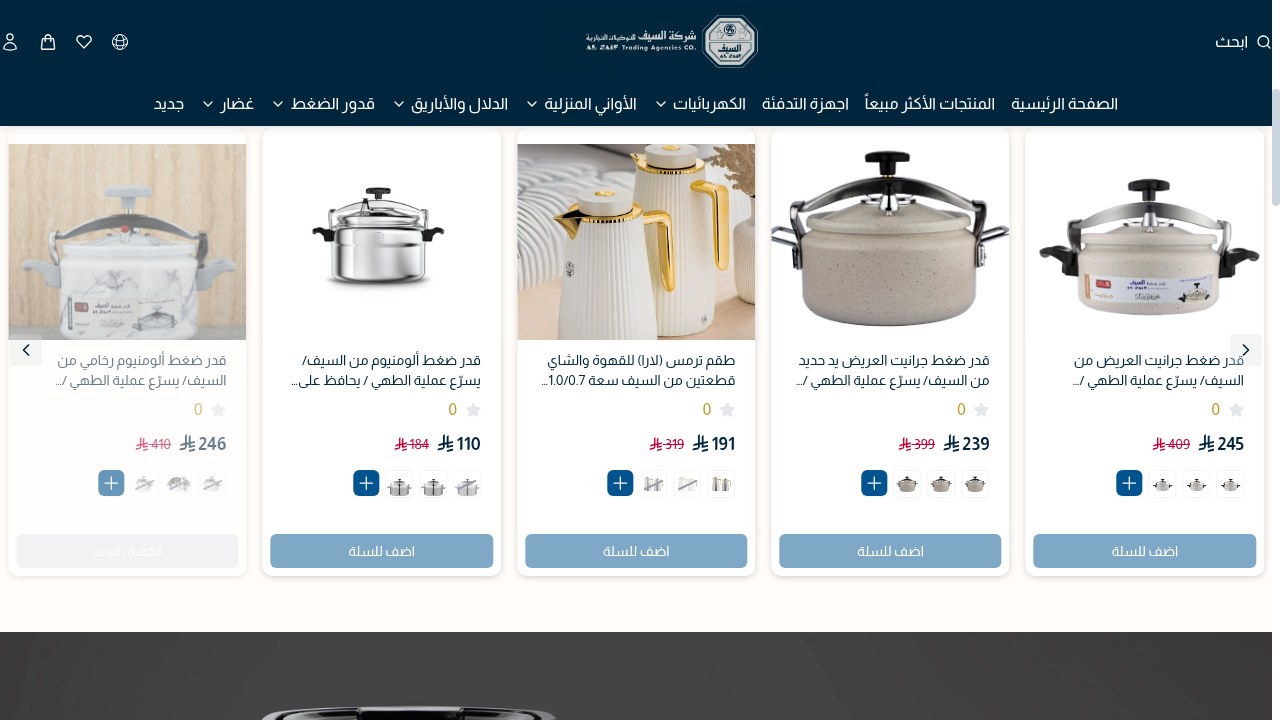 ابحث
شركة السيف للتوكيلات التجارية
AL SAIF Trading Agencies CO.
السيف
الصفحة الرئيسية
المنتجات الأكثر مبيعاً
اجهزة التدفئة
الكهربائيات
الأواني المنزلية
الدلال والأباريق
قدور الضغط
غضار
جديد
قدر ضغط جرانيت العريض من
السيف/ يسرّع عملية الطهي /...
0
245
409
اضف للسلة
قدر ضغط جرانيت العريض يد حديد
من السيف/ يسرّع عملية الطهي /...
0
239
399
اضف للسلة
طقم ترمس (لارا) للقهوة والشاي
قطعتين من السيف سعة 1.0/0.7...
0
191
319
اضف للسلة
قدر ضغط ألومنيوم من السيف/
يسرّع عملية الطهي / يحافظ على...
0
110
184
اضف للسلة
قدر ضغط ألومنيوم رخامي من
السيف/ يسرّع عملية الطهي /...
0
246
410
الكمية نفذت